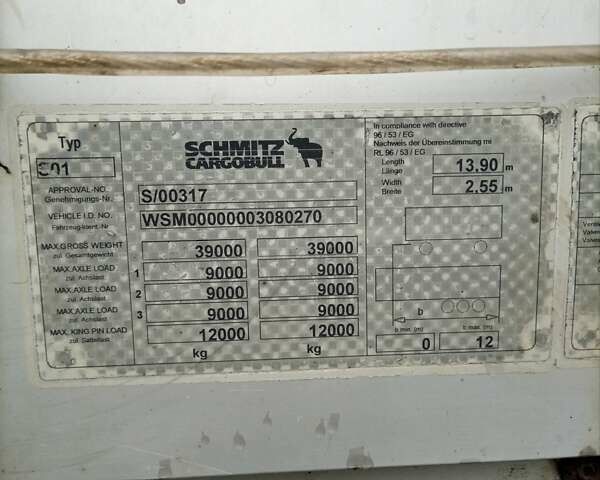 Typ
S01
SCHMITZ
CARGOBULL
APPROVAL-NO.
Genehmigungs-Nr.
S/00317
VEHICLE I.D. NO.
Fahrzeug-Ident. Nr.
WSM00000003080270
MAX.GROSS WEIGHT
zul. Gesamtgewicht
39000 39000
MAX.AXLE LOAD
zul. Achslast
1 9000 9000
MAX.AXLE LOAD
zul. Achslast
2 9000 9000
MAX.AXLE LOAD
zul. Achslast
3 9000 9000
MAX. KING PIN LOAD
zul. Sattellast
12000 12000
kg kg
In compliance with directive
96 / 53 / EG
Nachweis der Übereinstimmung mi
RL 96 / 53 / EG
Length
Länge
13.90 m
Width
Breite
2.55 m
b
b min. (m) b max. (m)
0 12